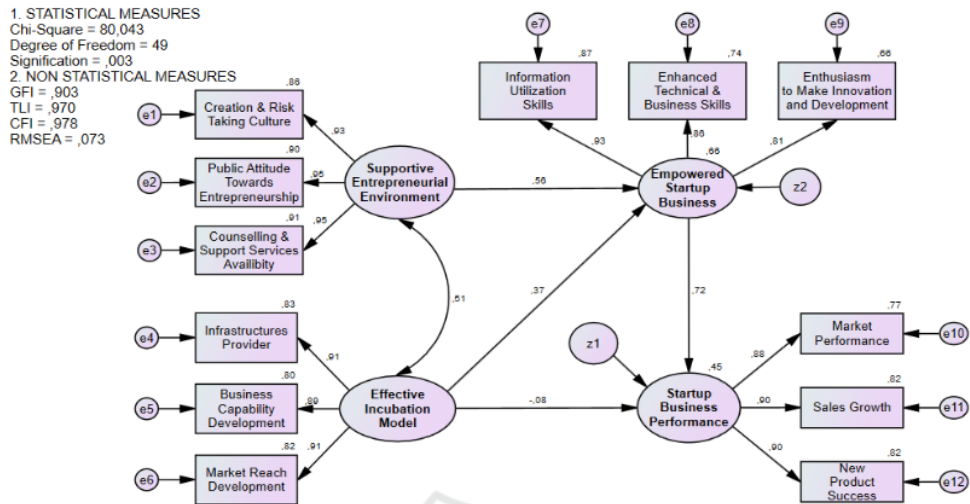 1. STATISTICAL MEASURES
Chi-Square = 80,043
Degree of Freedom = 49
Signification = ,003
2. NON STATISTICAL MEASURES
GFI = ,903
TLI = ,970
CFI = ,978
RMSEA = ,073
e1
,86
Creation & Risk
Taking Culture
,93
e2
,90
Public Attitude
Towards
Entrepreneurship
,95
e3
,91
Counselling &
Support Services
Availibity
,95
Supportive
Entrepreneurial
Environment
e4
,83
Infrastructures
Provider
,91
e5
,80
Business
Capability
Development
,89
e6
,82
Market Reach
Development
,91
Effective
Incubation
Model
,61
,56
,37
-,08
e7
,87
Information
Utilization
Skills
,93
e8
,74
Enhanced
Technical &
Business Skills
,86
e9
,66
Enthusiasm
to Make Innovation
and Development
,81
,66
Empowered
Startup
Business
z2
,72
z1
,45
Startup
Business
Performance
,77
Market
Performance
e10
,88
,82
Sales Growth
e11
,90
,82
New
Product
Success
e12
,90